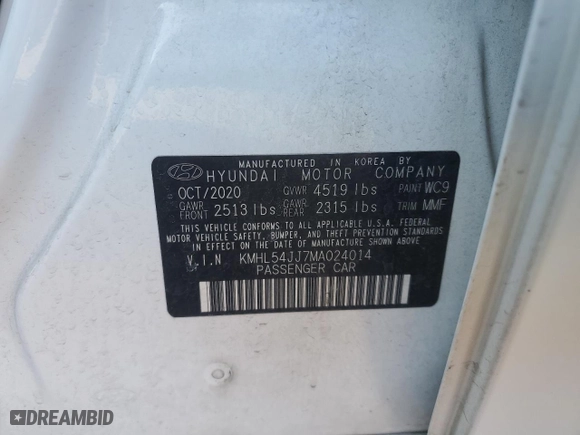 MANUFACTURED IN KOREA BY
HYUNDAI MOTOR COMPANY
OCT/2020 GVWR 4519 lbs PAINT WC9
GAWR FRONT 2513 lbs GAWR REAR 2315 lbs TRIM MMF
THIS VEHICLE CONFORMS TO ALL APPLICABLE U.S.A. FEDERAL
MOTOR VEHICLE SAFETY, BUMPER, AND THEFT PREVENTION STANDARDS
IN EFFECT ON THE DATE OF MANUFACTURE SHOWN ABOVE.
V.I.N KMHL54JJ7MA024014
PASSENGER CAR
DREAMBID